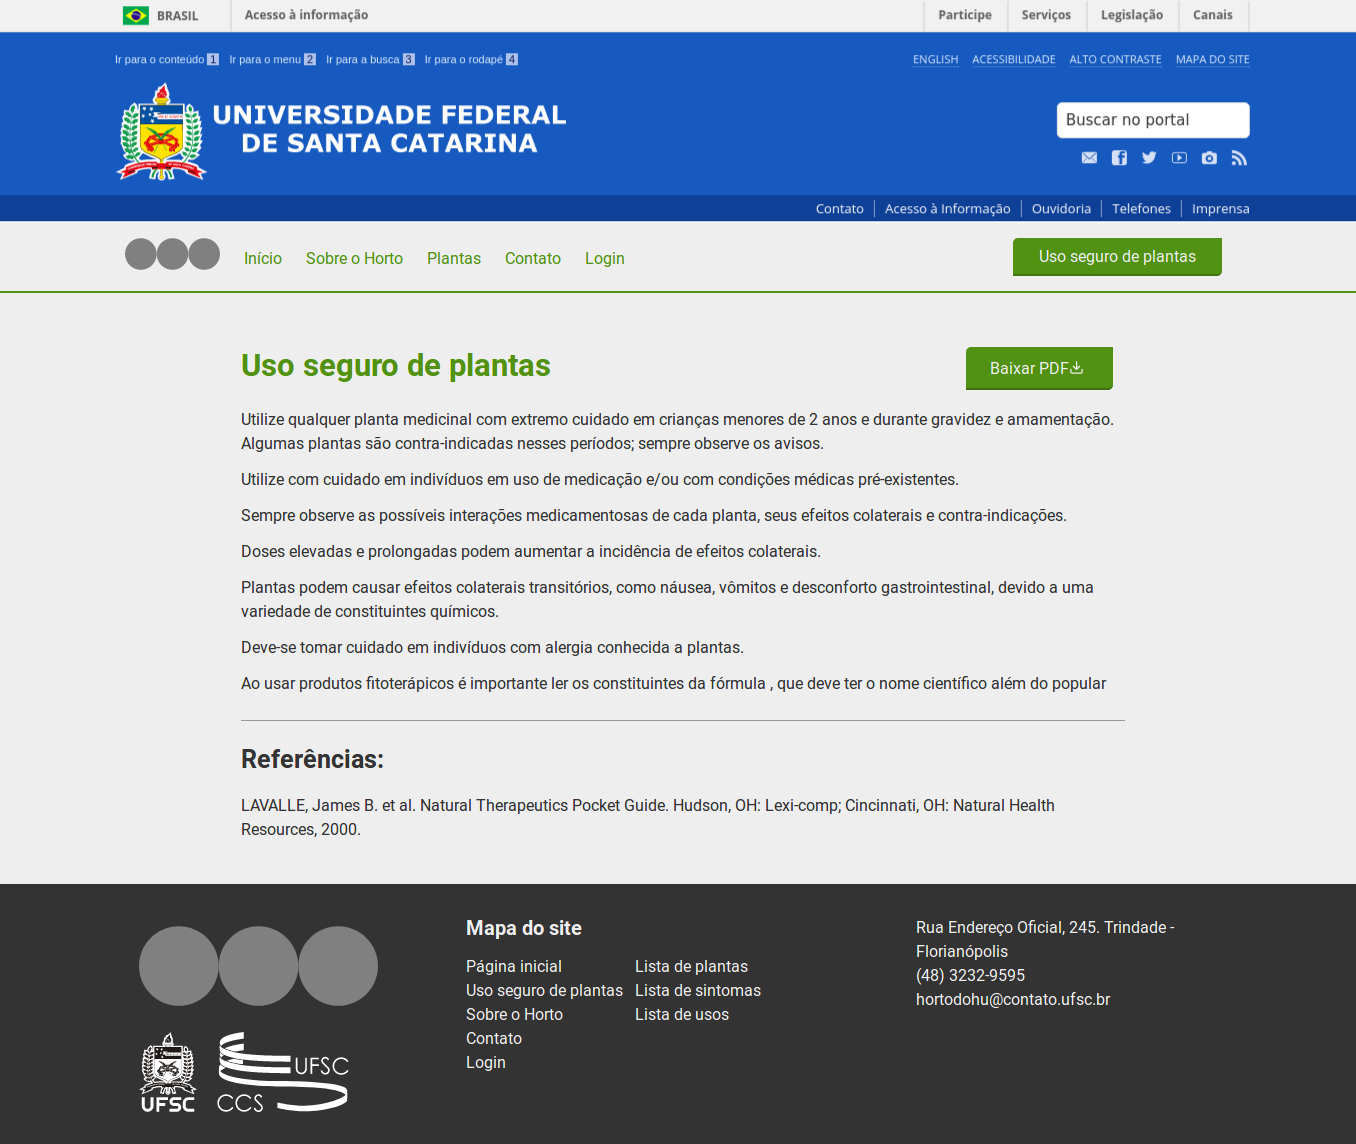 BRASIL Acesso à informação Participe Serviços Legislação Canais
Ir para o conteúdo 1 Ir para o menu 2 Ir para a busca 3 Ir para o rodapé 4 ENGLISH ACESSIBILIDADE ALTO CONTRASTE MAPA DO SITE
UNIVERSIDADE FEDERAL
DE SANTA CATARINA
Buscar no portal
Contato Acesso à Informação Ouvidoria Telefones Imprensa
Início Sobre o Horto Plantas Contato Login Uso seguro de plantas
Uso seguro de plantas
Baixar PDF
Utilize qualquer planta medicinal com extremo cuidado em crianças menores de 2 anos e durante gravidez e amamentação.
Algumas plantas são contra-indicadas nesses períodos; sempre observe os avisos.
Utilize com cuidado em indivíduos em uso de medicação e/ou com condições médicas pré-existentes.
Sempre observe as possíveis interações medicamentosas de cada planta, seus efeitos colaterais e contra-indicações.
Doses elevadas e prolongadas podem aumentar a incidência de efeitos colaterais.
Plantas podem causar efeitos colaterais transitórios, como náusea, vômitos e desconforto gastrointestinal, devido a uma
variedade de constituintes químicos.
Deve-se tomar cuidado em indivíduos com alergia conhecida a plantas.
Ao usar produtos fitoterápicos é importante ler os constituintes da fórmula , que deve ter o nome científico além do popular
Referências:
LAVALLE, James B. et al. Natural Therapeutics Pocket Guide. Hudson, OH: Lexi-comp; Cincinnati, OH: Natural Health
Resources, 2000.
Mapa do site
Página inicial
Uso seguro de plantas
Sobre o Horto
Contato
Login
Lista de plantas
Lista de sintomas
Lista de usos
Rua Endereço Oficial, 245. Trindade -
Florianópolis
(48) 3232-9595
hortodohu@contato.ufsc.br
UFSC
UFSC
CCS